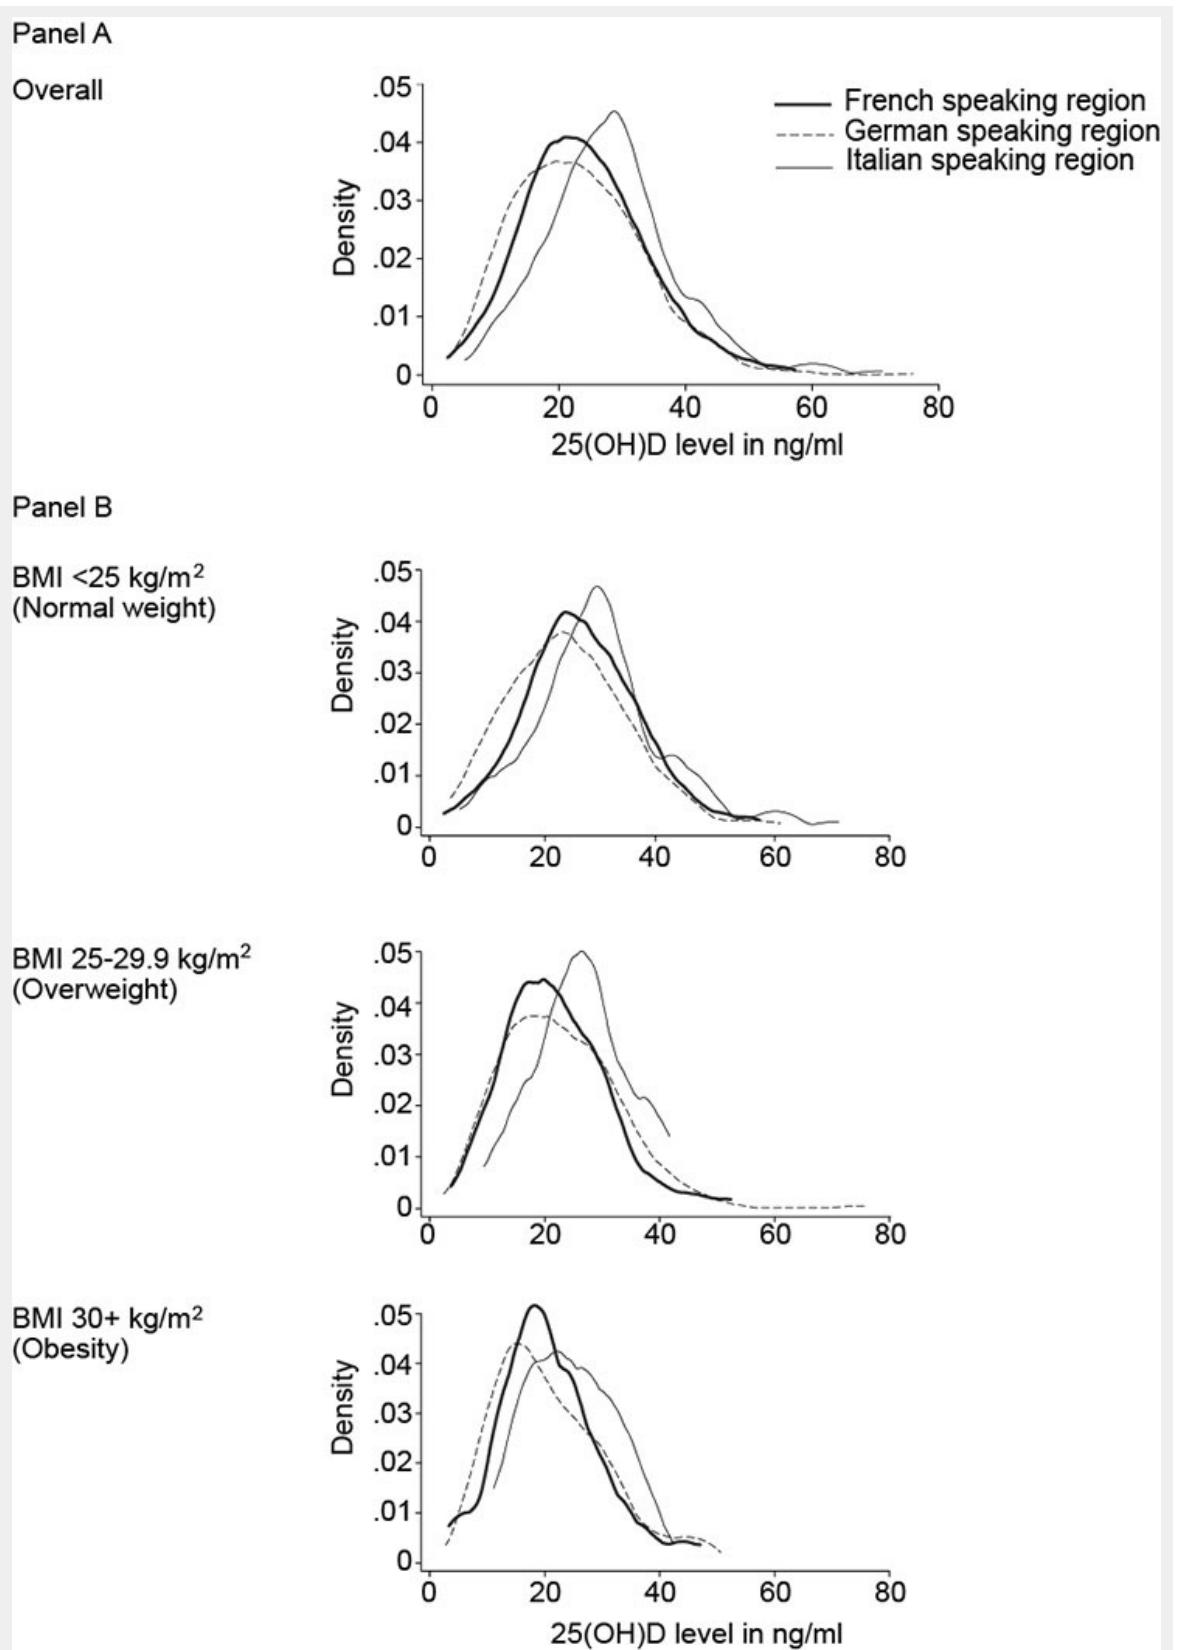 Panel A
Overall
French speaking region
German speaking region
Italian speaking region
Density
.05
.04
.03
.02
.01
0
0 20 40 60 80
25(OH)D level in ng/ml
Panel B
BMI <25 kg/m²
(Normal weight)
Density
.05
.04
.03
.02
.01
0
0 20 40 60 80
BMI 25-29.9 kg/m²
(Overweight)
Density
.05
.04
.03
.02
.01
0
0 20 40 60 80
BMI 30+ kg/m²
(Obesity)
Density
.05
.04
.03
.02
.01
0
0 20 40 60 80
25(OH)D level in ng/ml